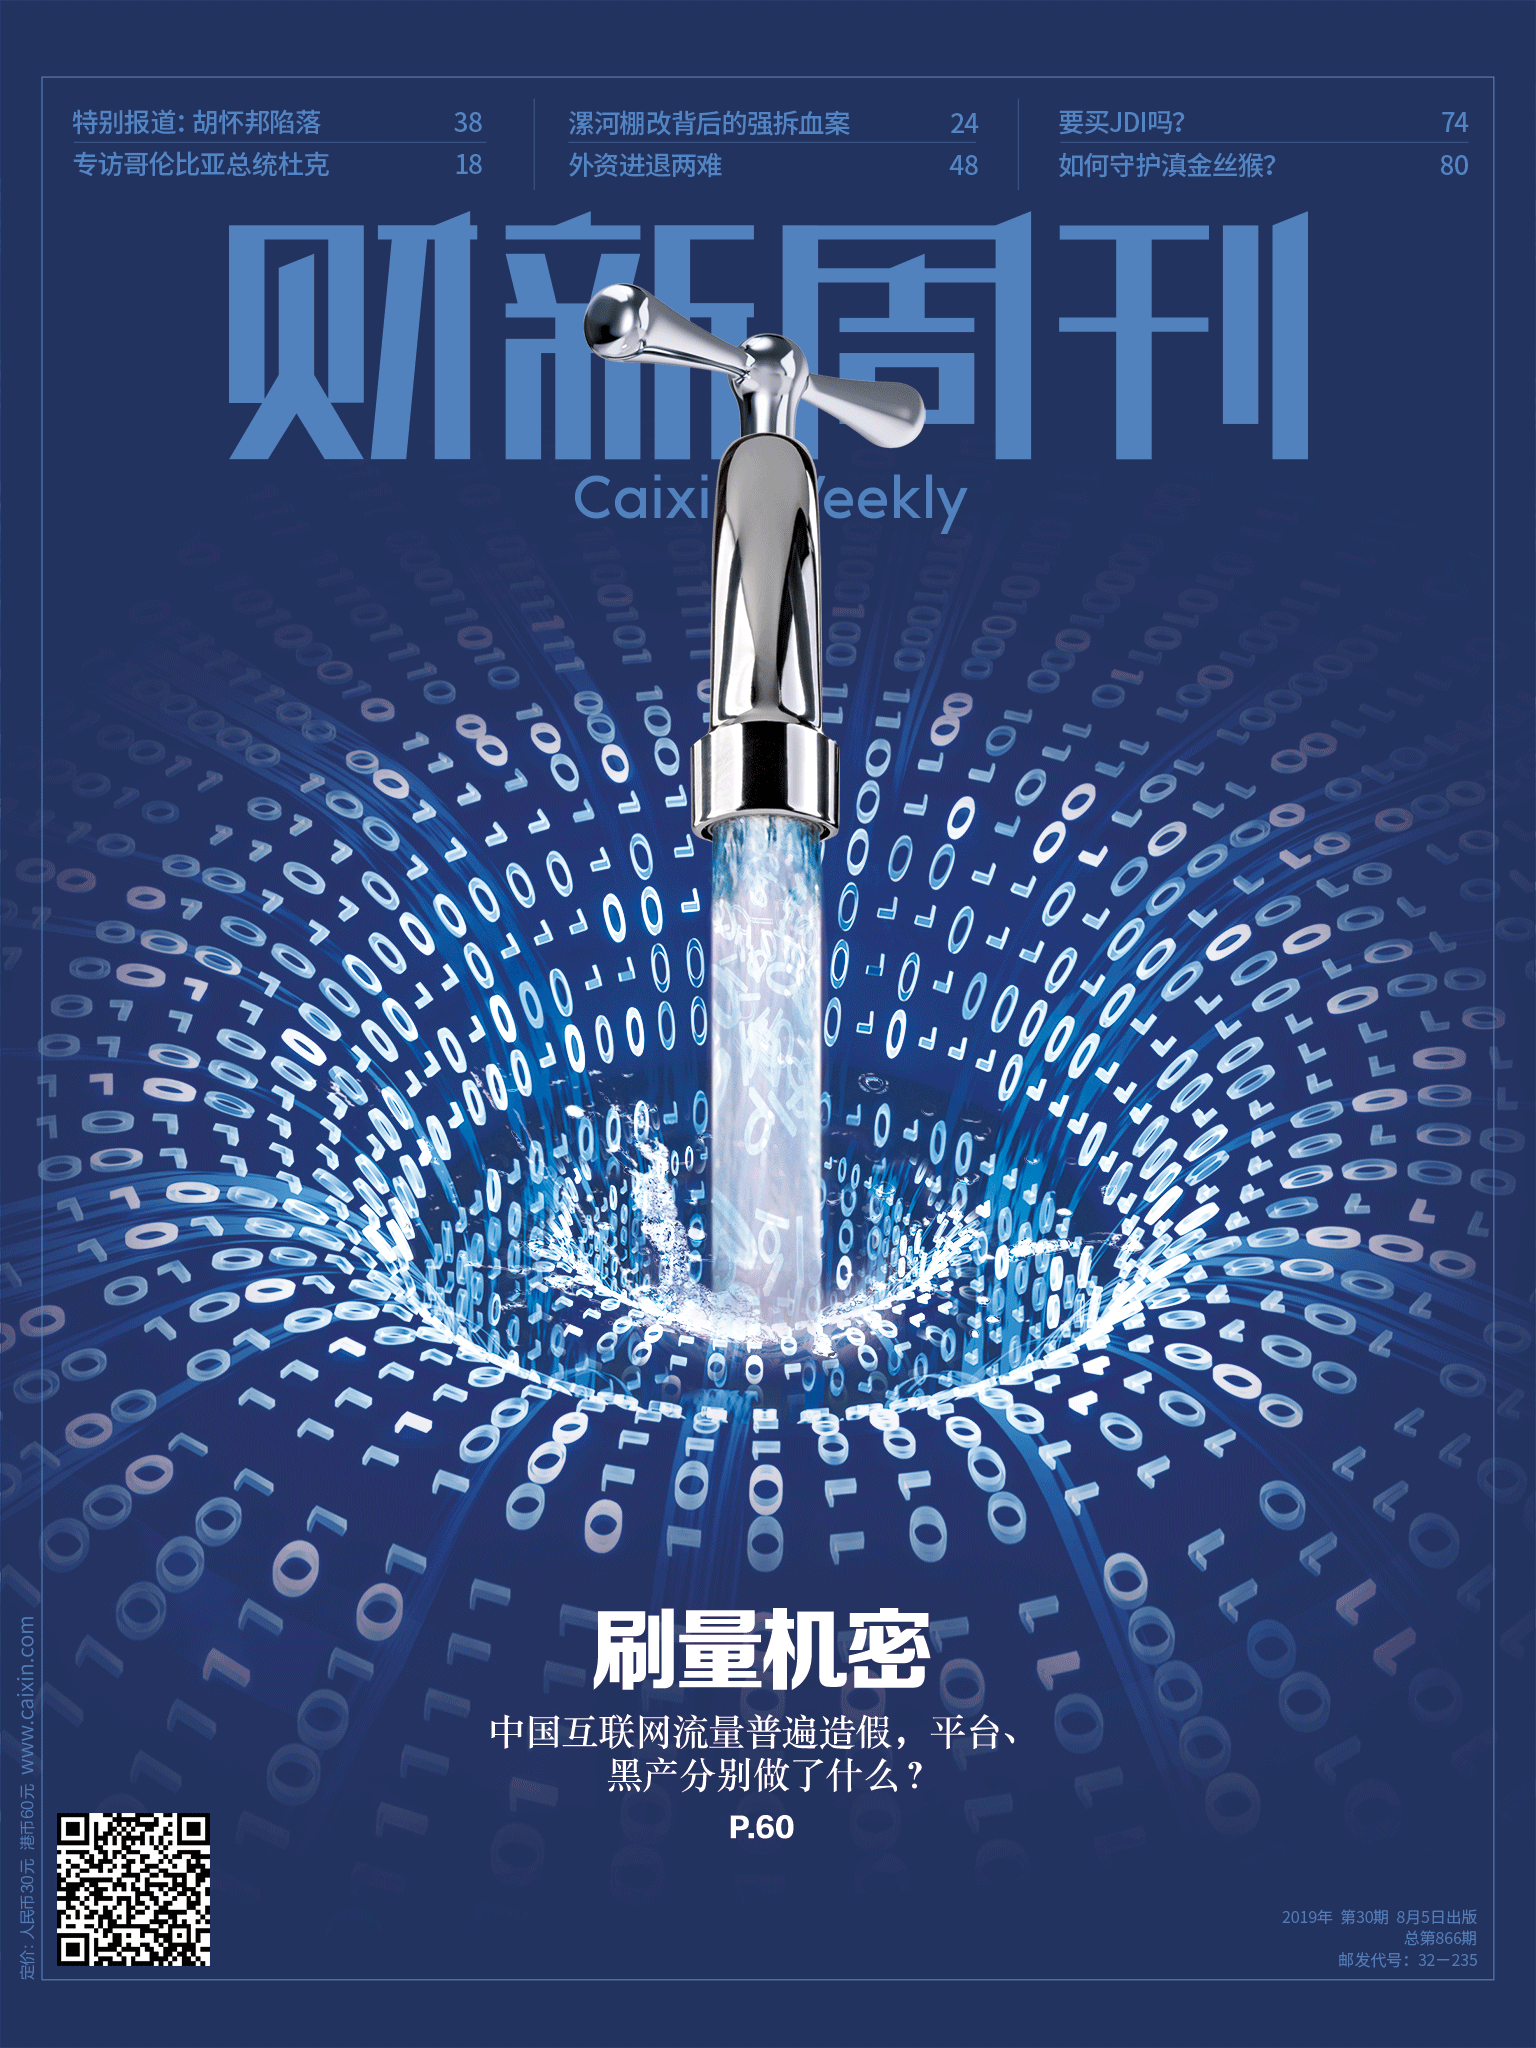 特别报道：胡怀邦陷落 38
专访哥伦比亚总统杜克 18
漯河棚改背后的强拆血案 24
外资进退两难 48
要买JDI吗？ 74
如何守护滇金丝猴？ 80
财新周刊
Caixi Weekly
刷量机密
中国互联网流量普遍造假，平台、
黑产分别做了什么？
P.60
定价：人民币30元 港币60元 www.caixin.com
2019年 第30期 8月5日出版
总第866期
邮发代号：32－235